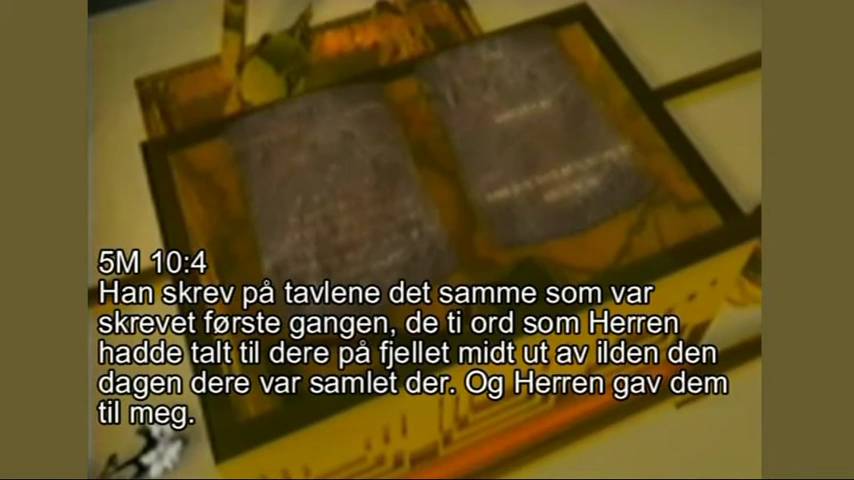 5M 10:4
Han skrev på tavlene det samme som var
skrevet første gangen, de ti ord som Herren
hadde talt til dere på fjellet midt ut av ilden den
dagen dere var samlet der. Og Herren gav dem
til meg.